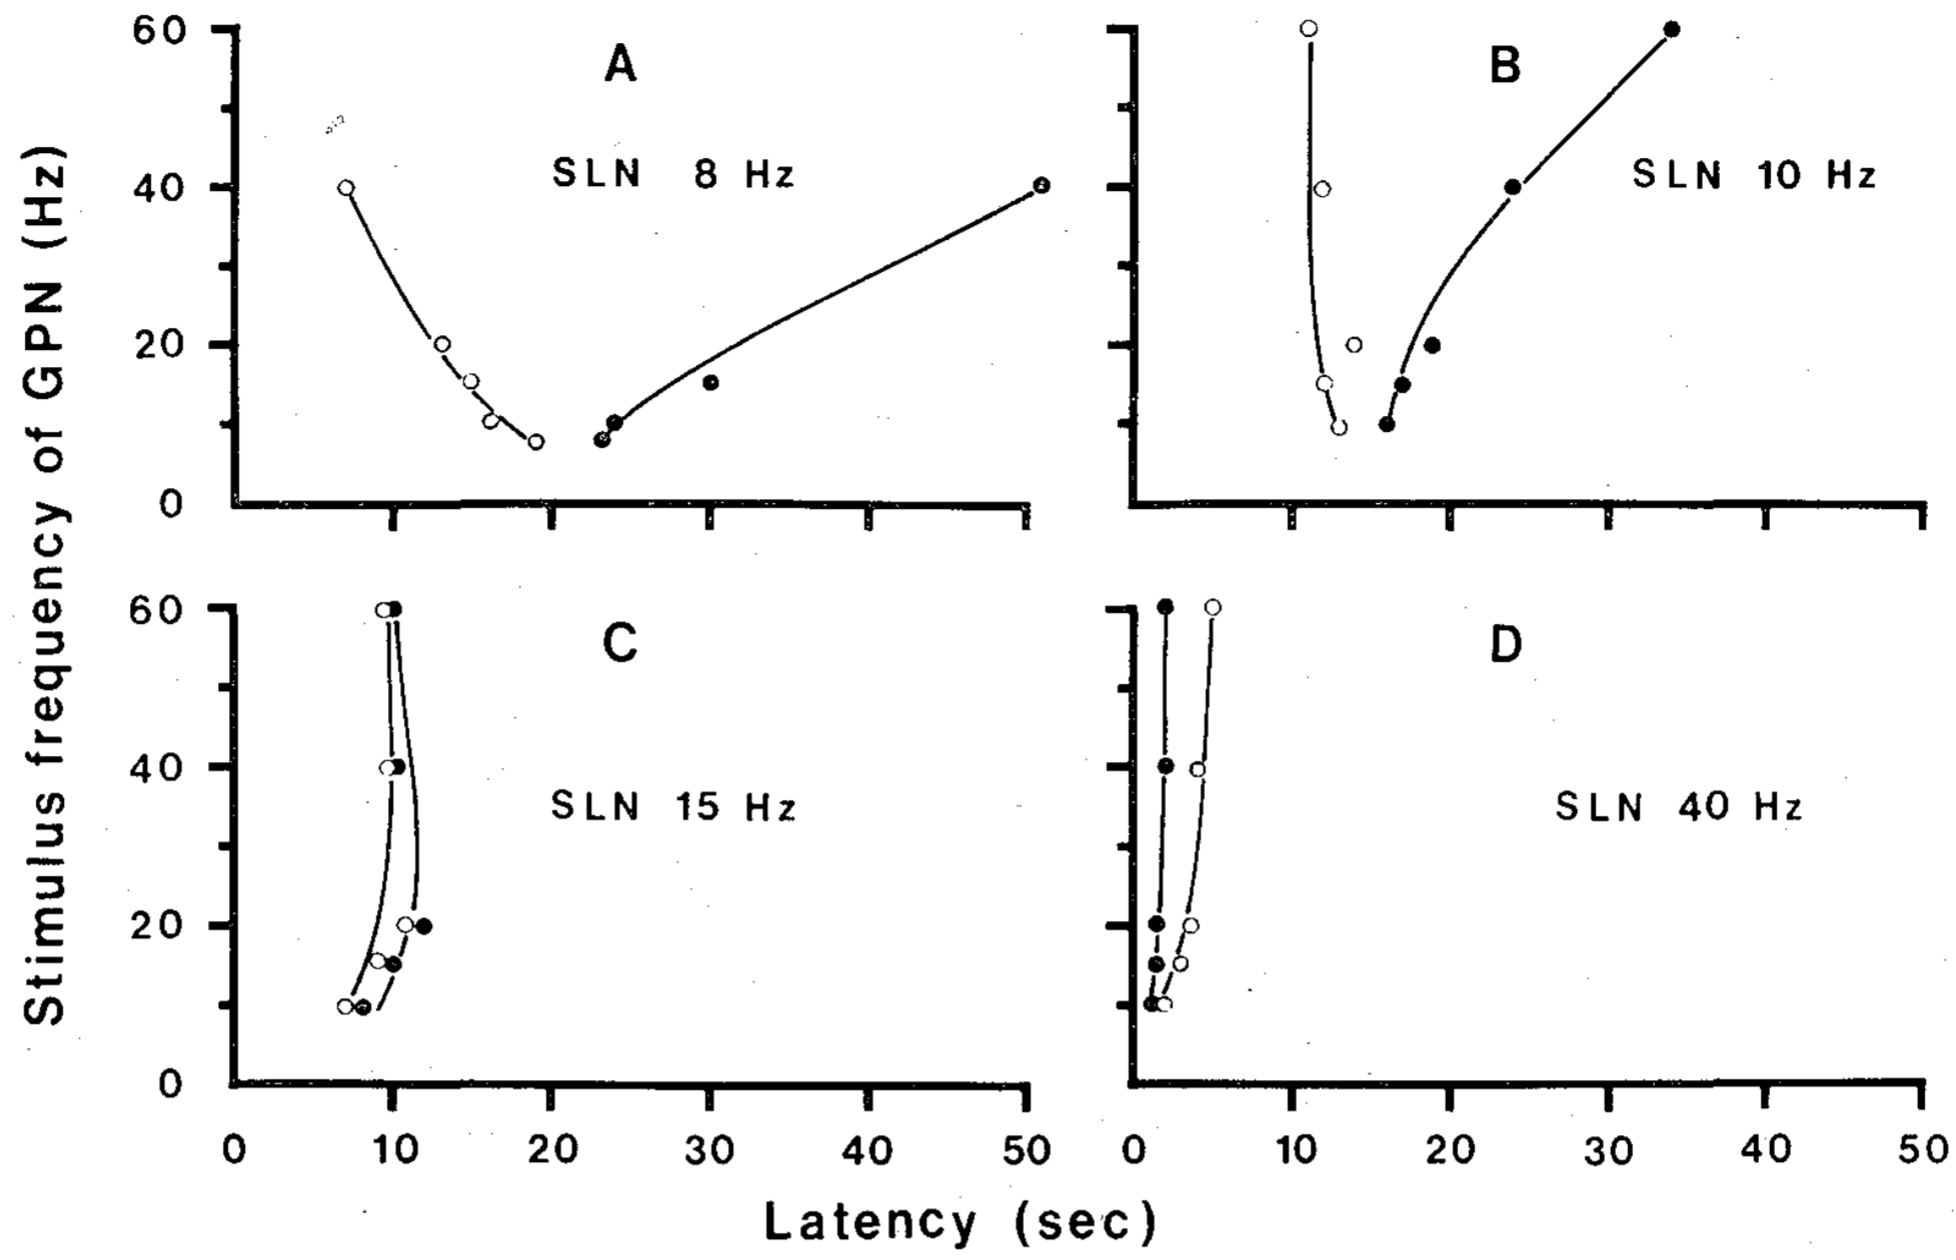 Stimulus frequency of GPN (Hz)
60
40
20
0
A
SLN 8 Hz
B
SLN 10 Hz
60
40
20
0
C
SLN 15 Hz
D
SLN 40 Hz
0 10 20 30 40 50
0 10 20 30 40 50
Latency (sec)